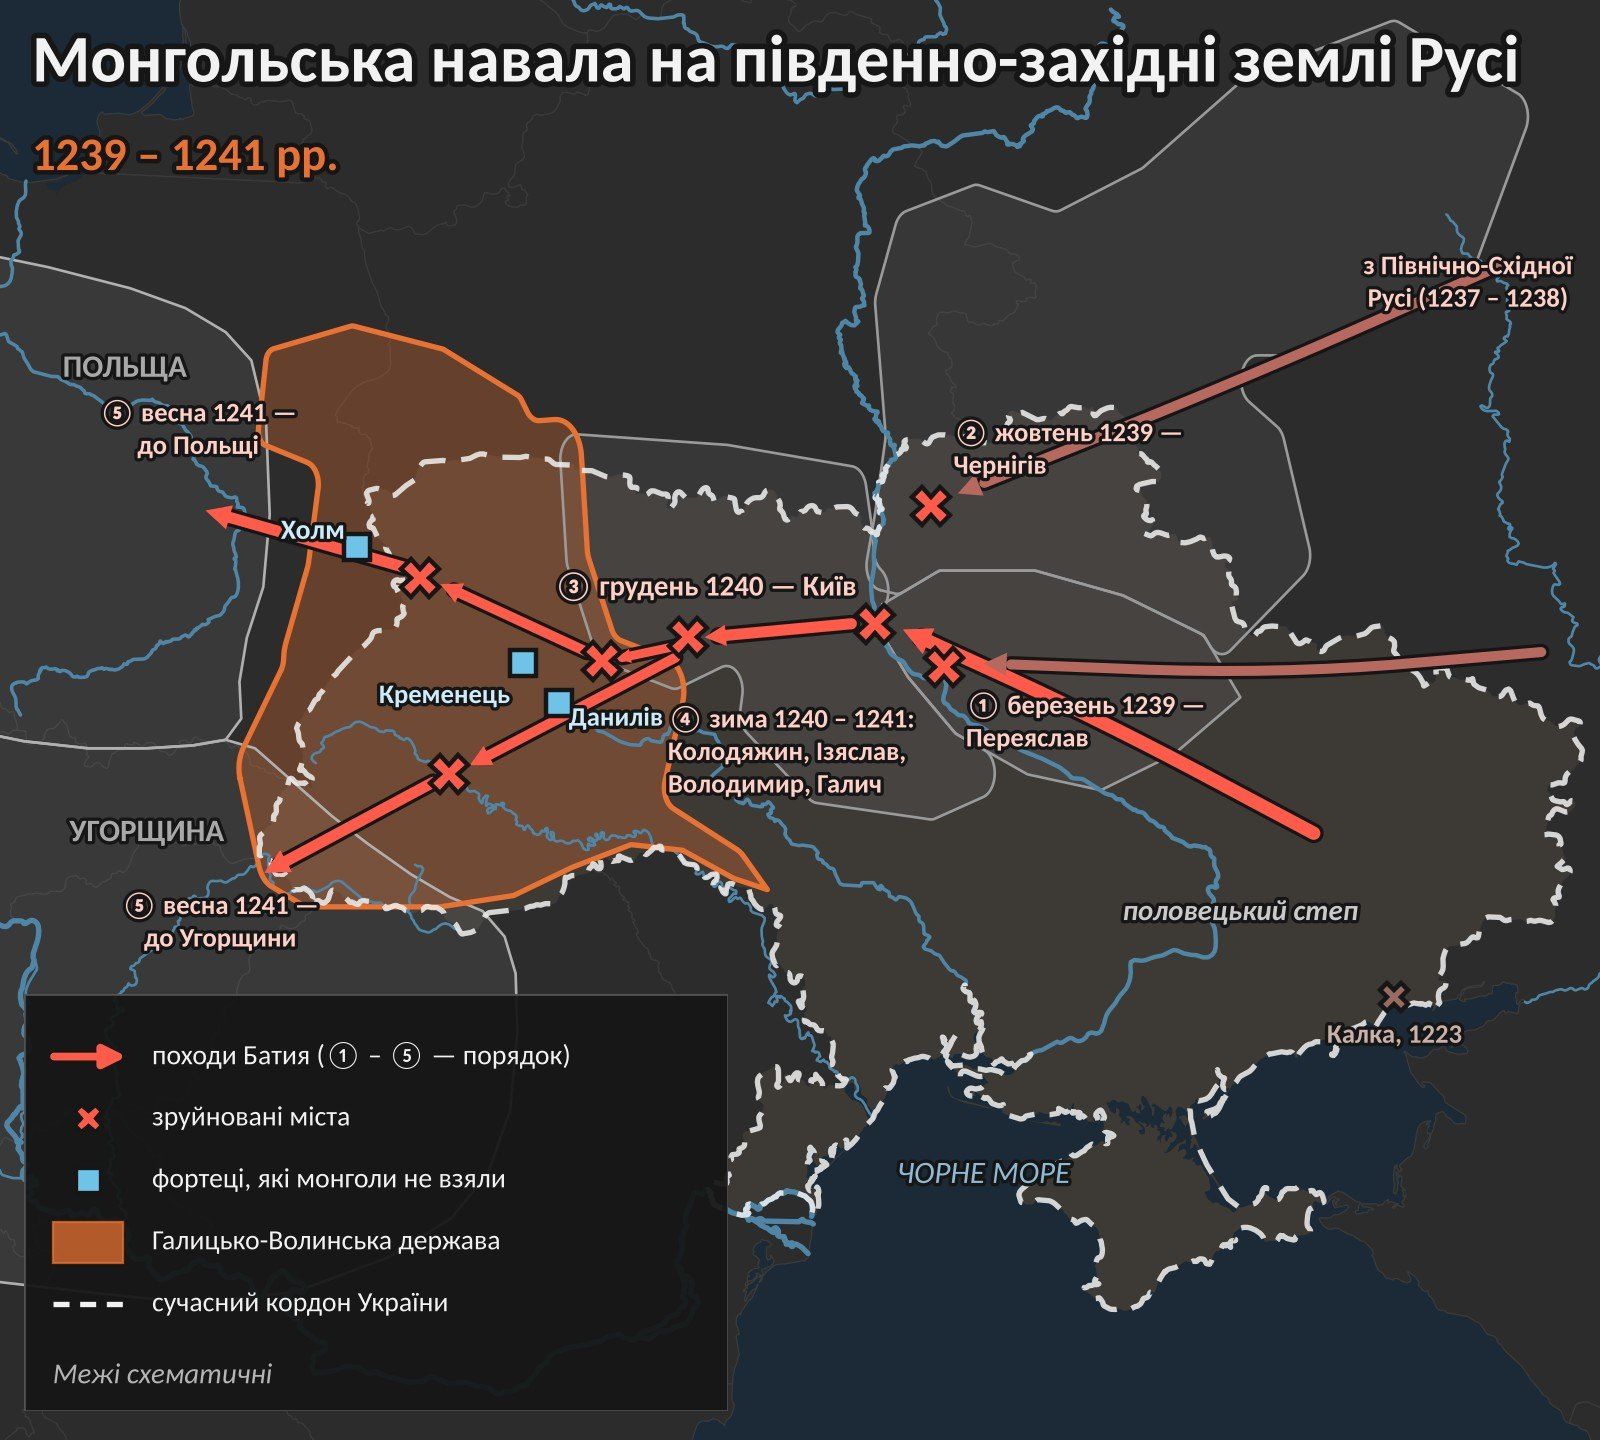 Монгольська навала на південно-західні землі Русі
1239 – 1241 рр.
з Північно-Східної
Русі (1237 – 1238)
ПОЛЬЩА
⑤ весна 1241 —
до Польщі
② жовтень 1239 —
Чернігів
Холм
③ грудень 1240 — Київ
Кременець
Данилів
④ зима 1240 – 1241:
Колодяжин, Ізяслав,
Володимир, Галич
① березень 1239 —
Переяслав
УГОРЩИНА
⑤ весна 1241 —
до Угорщини
половецький степ
Калка, 1223
ЧОРНЕ МОРЕ
походи Батия (① – ⑤ — порядок)
зруйновані міста
фортеці, які монголи не взяли
Галицько-Волинська держава
сучасний кордон України
Межі схематичні